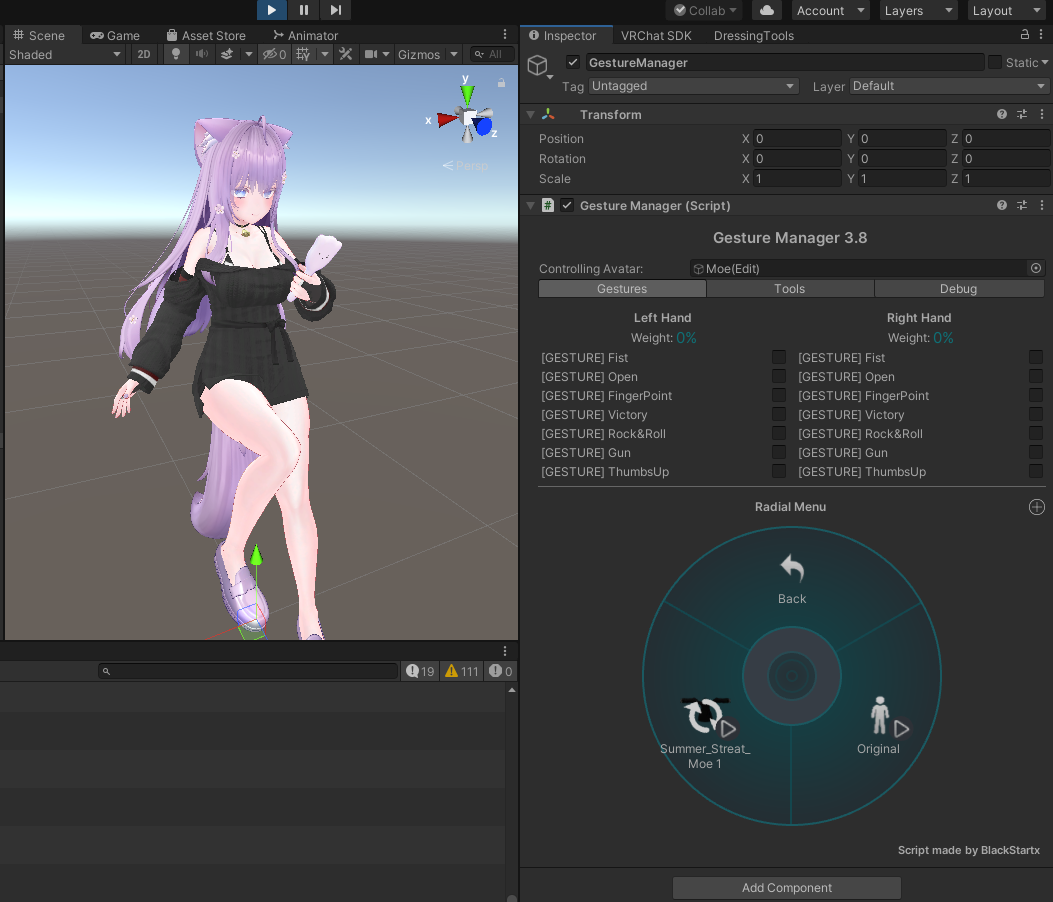 Collab
Account
Layers
Layout
Scene
Game
Asset Store
Animator
Shaded
2D
0
Gizmos
All
y
x
z
Persp
19
111
0
Inspector
VRChat SDK
DressingTools
GestureManager
Static
Tag
Untagged
Layer
Default
Transform
Position
X 0
Y 0
Z 0
Rotation
X 0
Y 0
Z 0
Scale
X 1
Y 1
Z 1
# Gesture Manager (Script)
Gesture Manager 3.8
Controlling Avatar:
Moe(Edit)
Gestures
Tools
Debug
Left Hand
Right Hand
Weight: 0%
Weight: 0%
[GESTURE] Fist
[GESTURE] Fist
[GESTURE] Open
[GESTURE] Open
[GESTURE] FingerPoint
[GESTURE] FingerPoint
[GESTURE] Victory
[GESTURE] Victory
[GESTURE] Rock&Roll
[GESTURE] Rock&Roll
[GESTURE] Gun
[GESTURE] Gun
[GESTURE] ThumbsUp
[GESTURE] ThumbsUp
Radial Menu
Back
Summer_Streat_
Moe 1
Original
Script made by BlackStartx
Add Component